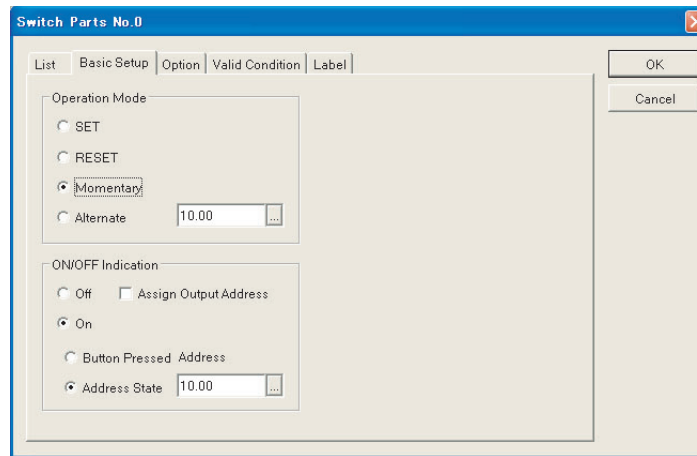 Switch Parts No.0
List Basic Setup Option Valid Condition Label
OK
Cancel
Operation Mode
SET
RESET
Momentary
Alternate 10.00 ...
ON/OFF Indication
Off Assign Output Address
On
Button Pressed Address
Address State 10.00 ...